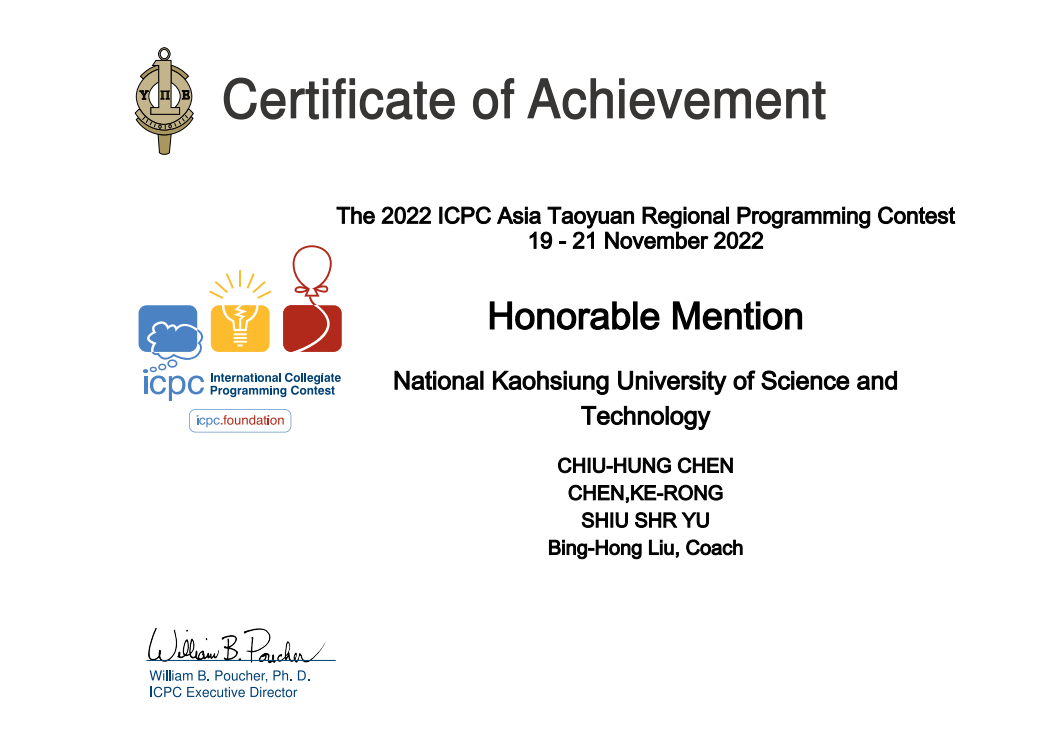 Υ Π Β
Certificate of Achievement
The 2022 ICPC Asia Taoyuan Regional Programming Contest
19 - 21 November 2022
Honorable Mention
National Kaohsiung University of Science and
Technology
CHIU-HUNG CHEN
CHEN,KE-RONG
SHIU SHR YU
Bing-Hong Liu, Coach
icpc International Collegiate
Programming Contest
icpc.foundation
William B. Poucher
William B. Poucher, Ph. D.
ICPC Executive Director